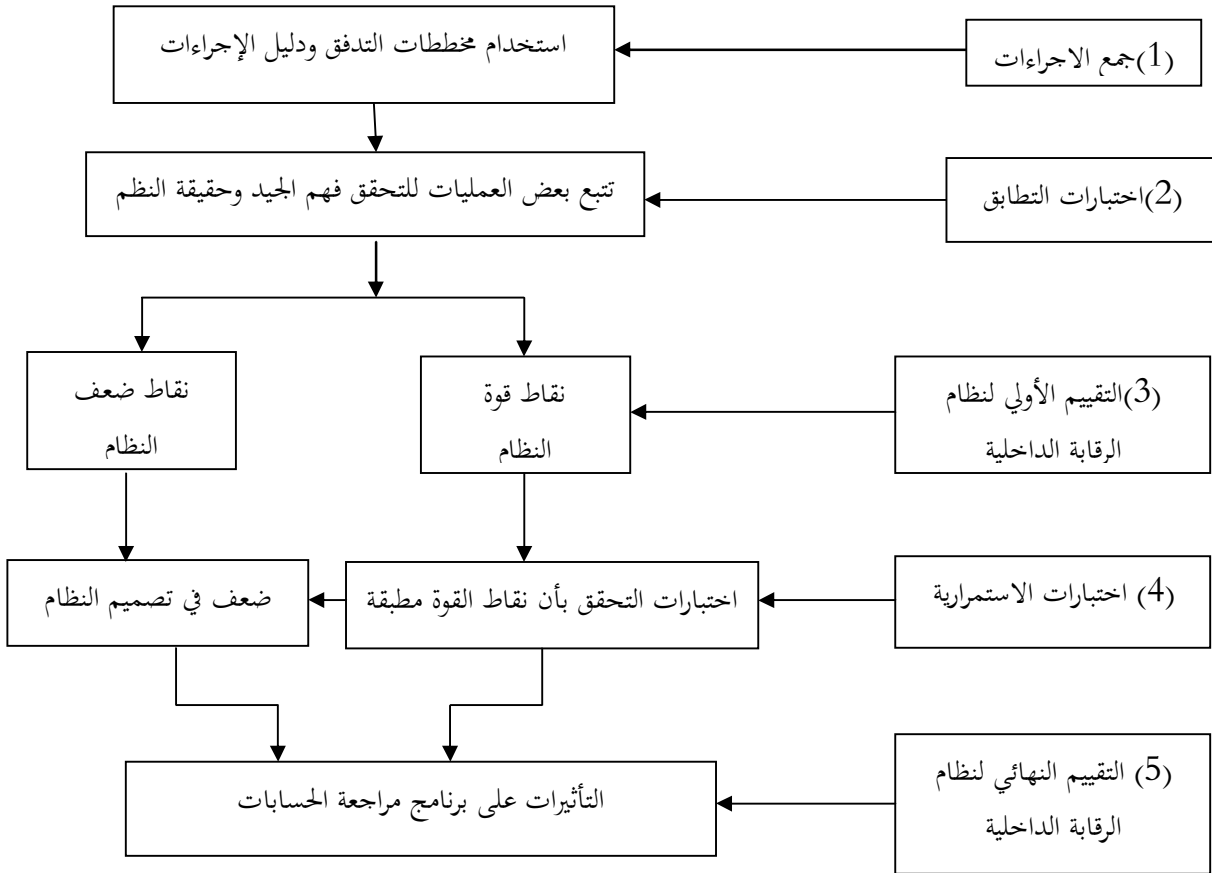 (1)جمع الاجراءات
استخدام مخططات التدفق ودليل الإجراءات
(2)اختبارات التطابق
تتبع بعض العمليات للتحقق فهم الجيد وحقيقة النظم
(3)التقييم الأولي لنظام
الرقابة الداخلية
نقاط قوة
النظام
نقاط ضعف
النظام
(4) اختبارات الاستمرارية
اختبارات التحقق بأن نقاط القوة مطبقة
ضعف في تصميم النظام
(5) التقييم النهائي لنظام
الرقابة الداخلية
التأثيرات على برنامج مراجعة الحسابات